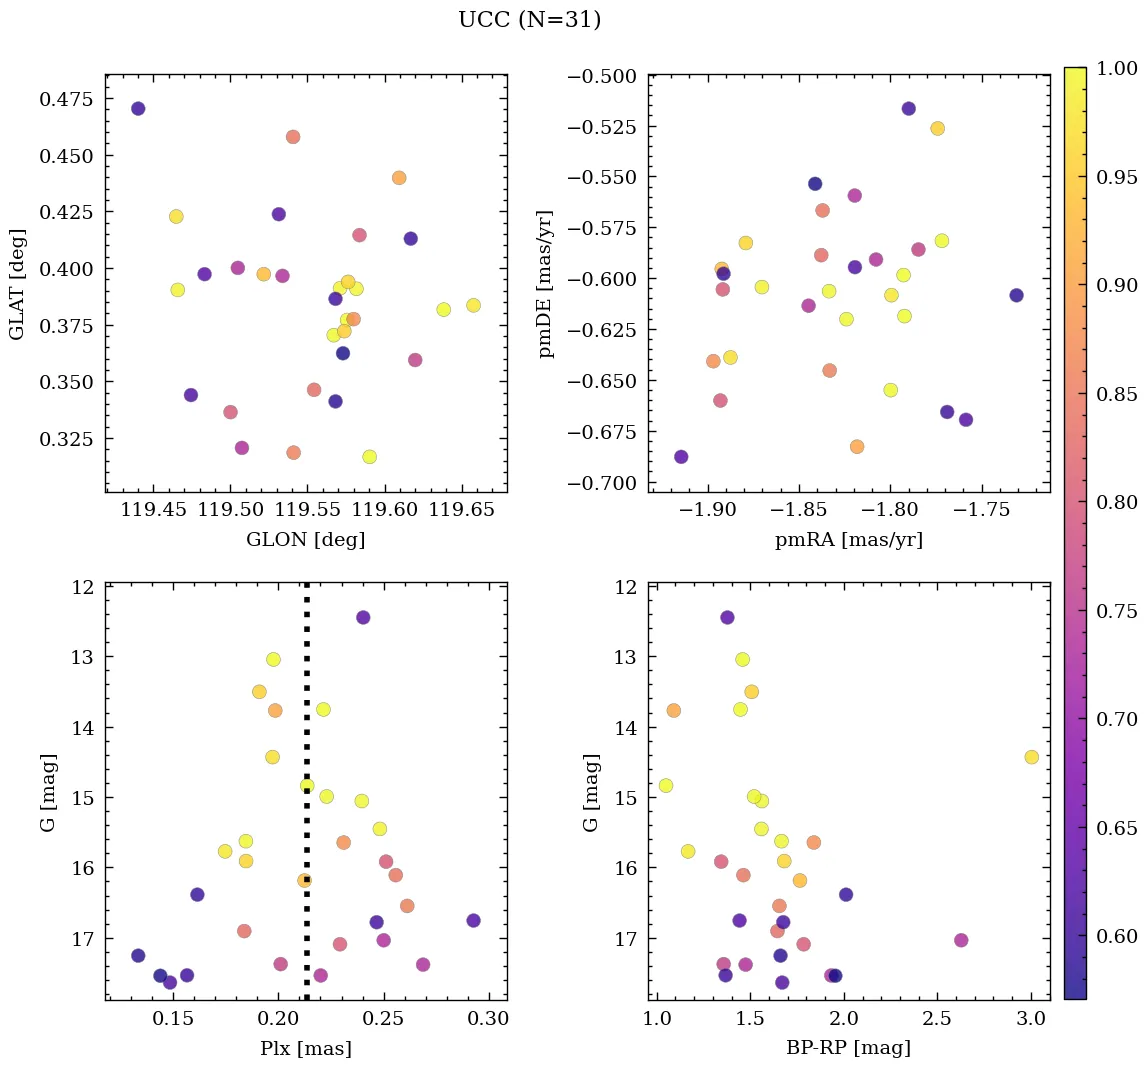 UCC (N=31)
0.475
0.450
0.425
0.400
0.375
0.350
0.325
GLAT [deg]
119.45 119.50 119.55 119.60 119.65
GLON [deg]
−0.500
−0.525
−0.550
−0.575
−0.600
−0.625
−0.650
−0.675
−0.700
pmDE [mas/yr]
−1.90 −1.85 −1.80 −1.75
pmRA [mas/yr]
12
13
14
15
16
17
G [mag]
0.15 0.20 0.25 0.30
Plx [mas]
G [mag]
1.0 1.5 2.0 2.5 3.0
BP-RP [mag]
12
13
14
15
16
17
1.00
0.95
0.90
0.85
0.80
0.75
0.70
0.65
0.60